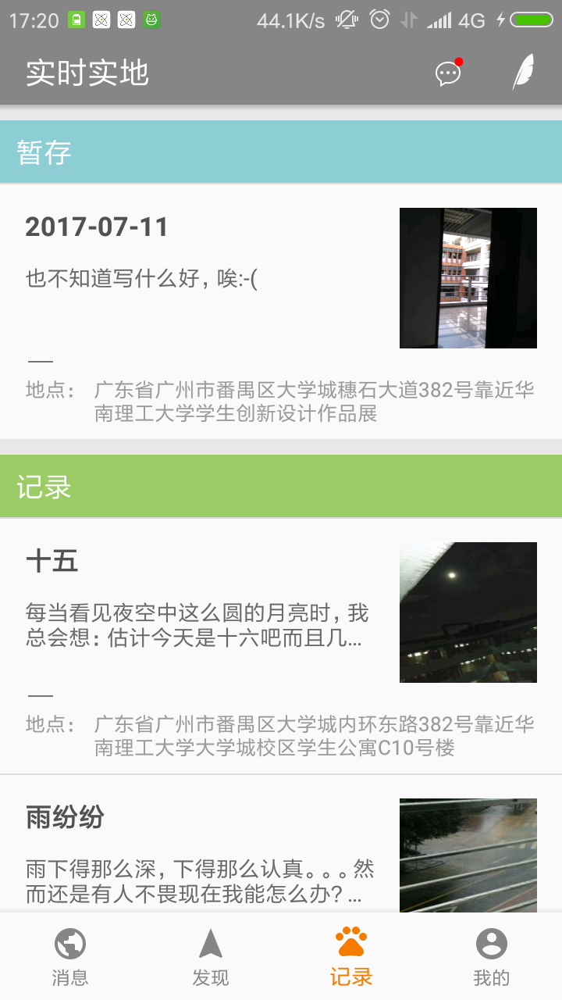 17:20 44.1K/s 4G
实时实地
暂存
2017-07-11
也不知道写什么好，唉:-(
地点： 广东省广州市番禺区大学城穗石大道382号靠近华
南理工大学学生创新设计作品展
记录
十五
每当看见夜空中这么圆的月亮时，我
总会想：估计今天是十六吧而且几...
地点： 广东省广州市番禺区大学城内环东路382号靠近华
南理工大学大学城校区学生公寓C10号楼
雨纷纷
雨下得那么深，下得那么认真。。。然
而还是有人不畏现在我能怎么办？...
消息 发现 记录 我的